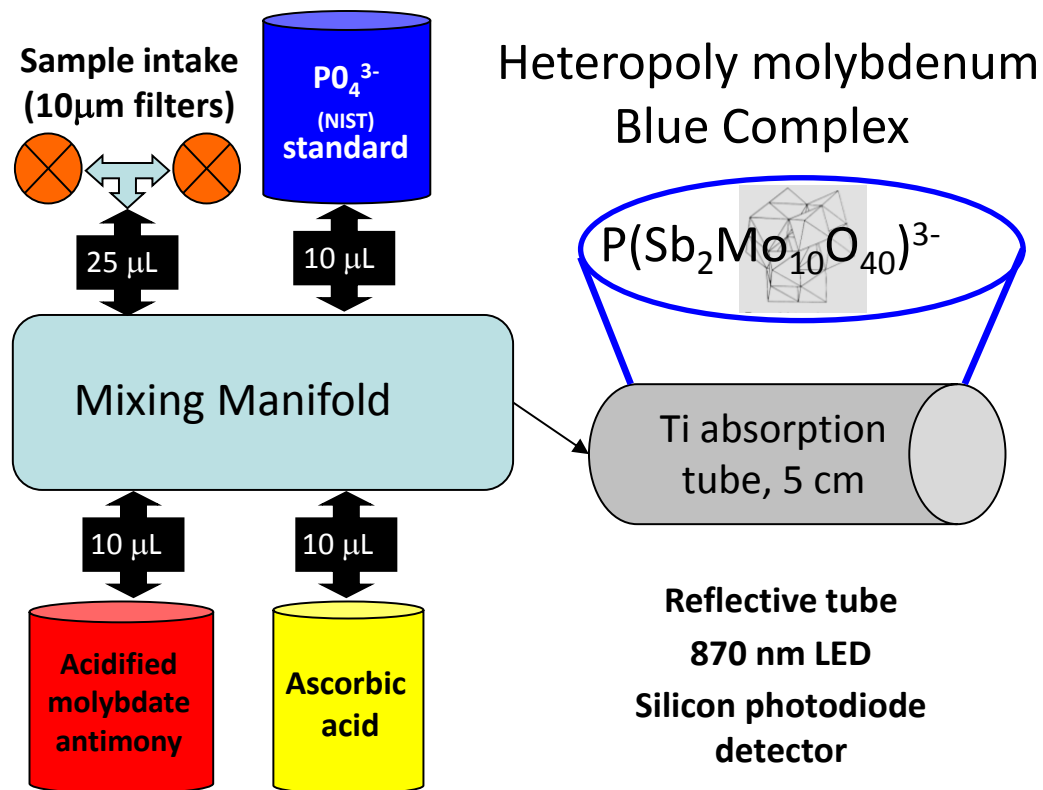 Sample intake
(10μm filters)
P0₄³⁻
(NIST)
standard
Heteropoly molybdenum
Blue Complex
25 μL
10 μL
P(Sb₂Mo₁₀O₄₀)³⁻
Mixing Manifold
Ti absorption
tube, 5 cm
10 μL
10 μL
Acidified
molybdate
antimony
Ascorbic
acid
Reflective tube
870 nm LED
Silicon photodiode
detector